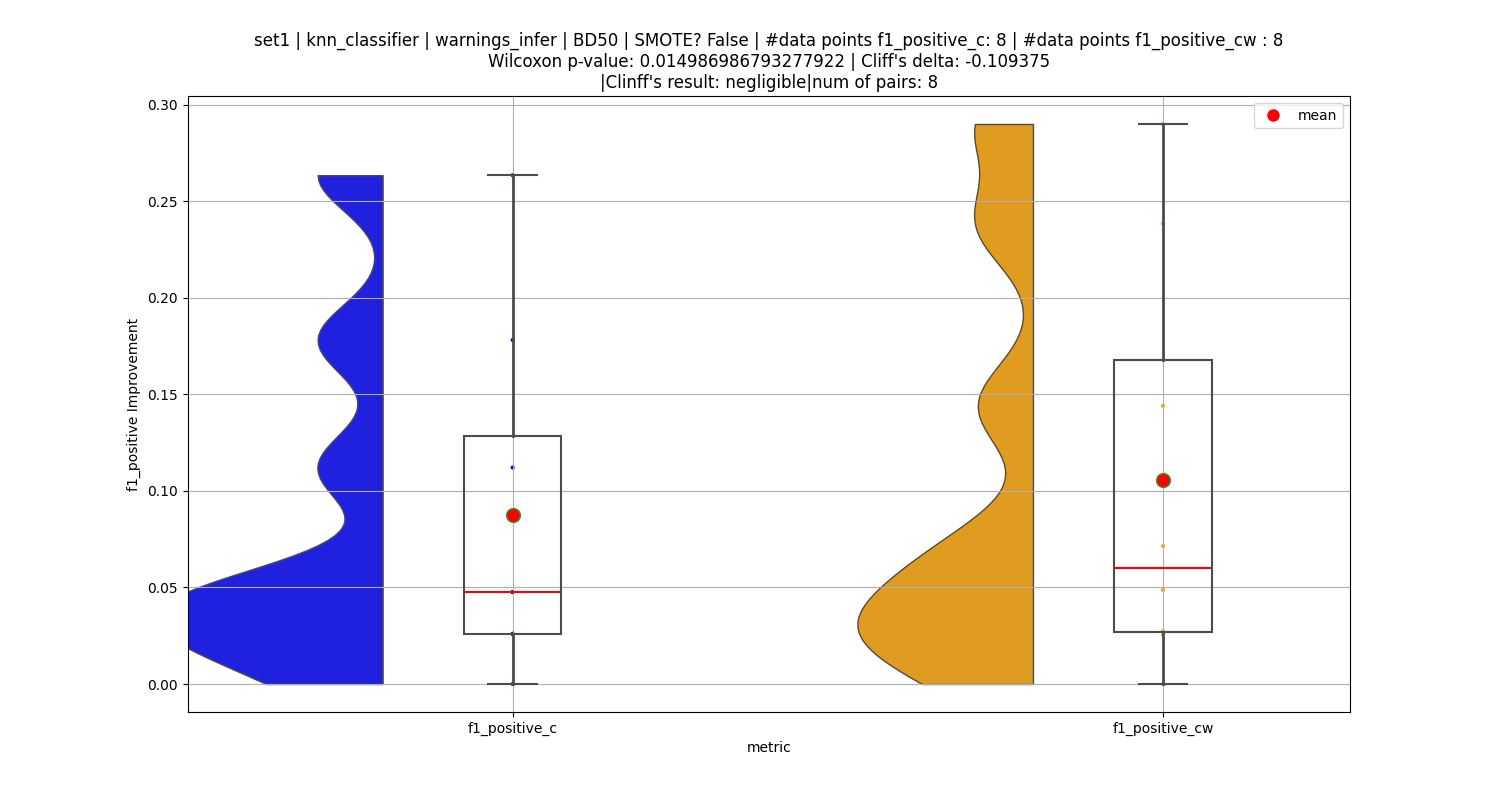 set1 | knn_classifier | warnings_infer | BD50 | SMOTE? False | #data points f1_positive_c: 8 | #data points f1_positive_cw : 8
Wilcoxon p-value: 0.014986986793277922 | Cliff's delta: -0.109375
|Clinff's result: negligible|num of pairs: 8
mean
0.30
0.25
0.20
0.15
0.10
0.05
0.00
f1_positive Improvement
f1_positive_c
f1_positive_cw
metric